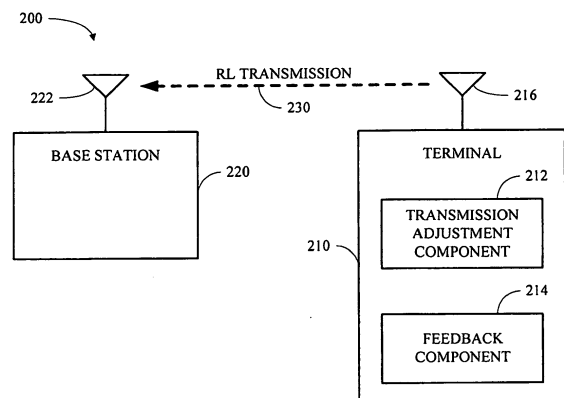 200
222
RL TRANSMISSION
230
216
BASE STATION
220
TERMINAL
212
TRANSMISSION
ADJUSTMENT
COMPONENT
210
214
FEEDBACK
COMPONENT